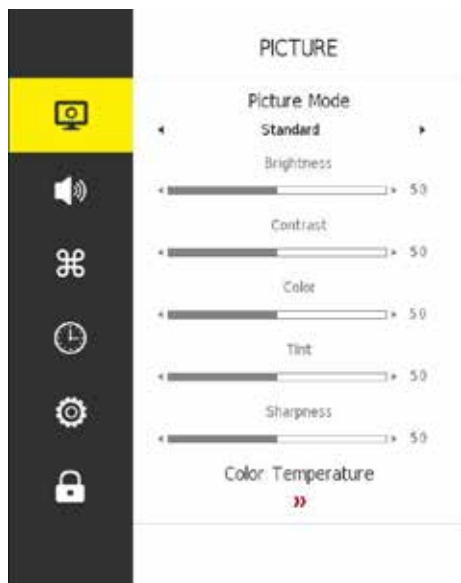 PICTURE
Picture Mode
Standard
Brightness
50
Contrast
50
Color
50
Tint
50
Sharpness
50
Color Temperature